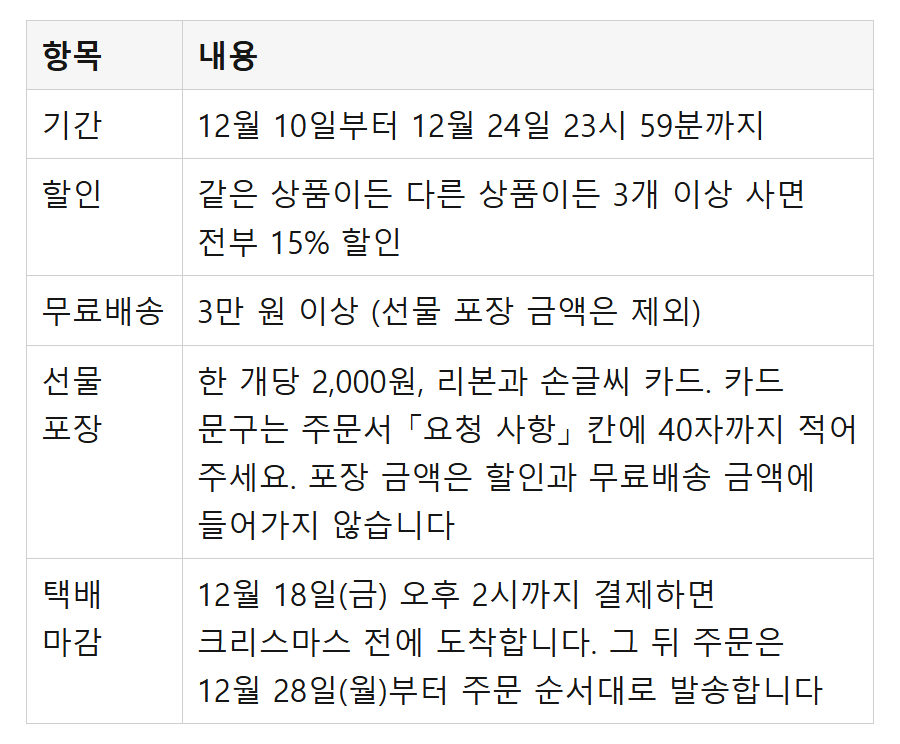 항목 내용
기간 12월 10일부터 12월 24일 23시 59분까지
할인 같은 상품이든 다른 상품이든 3개 이상 사면
전부 15% 할인
무료배송 3만 원 이상 (선물 포장 금액은 제외)
선물 한 개당 2,000원, 리본과 손글씨 카드. 카드
포장 문구는 주문서「요청 사항」칸에 40자까지 적어
주세요. 포장 금액은 할인과 무료배송 금액에
들어가지 않습니다
택배 12월 18일(금) 오후 2시까지 결제하면
마감 크리스마스 전에 도착합니다. 그 뒤 주문은
12월 28일(월)부터 주문 순서대로 발송합니다